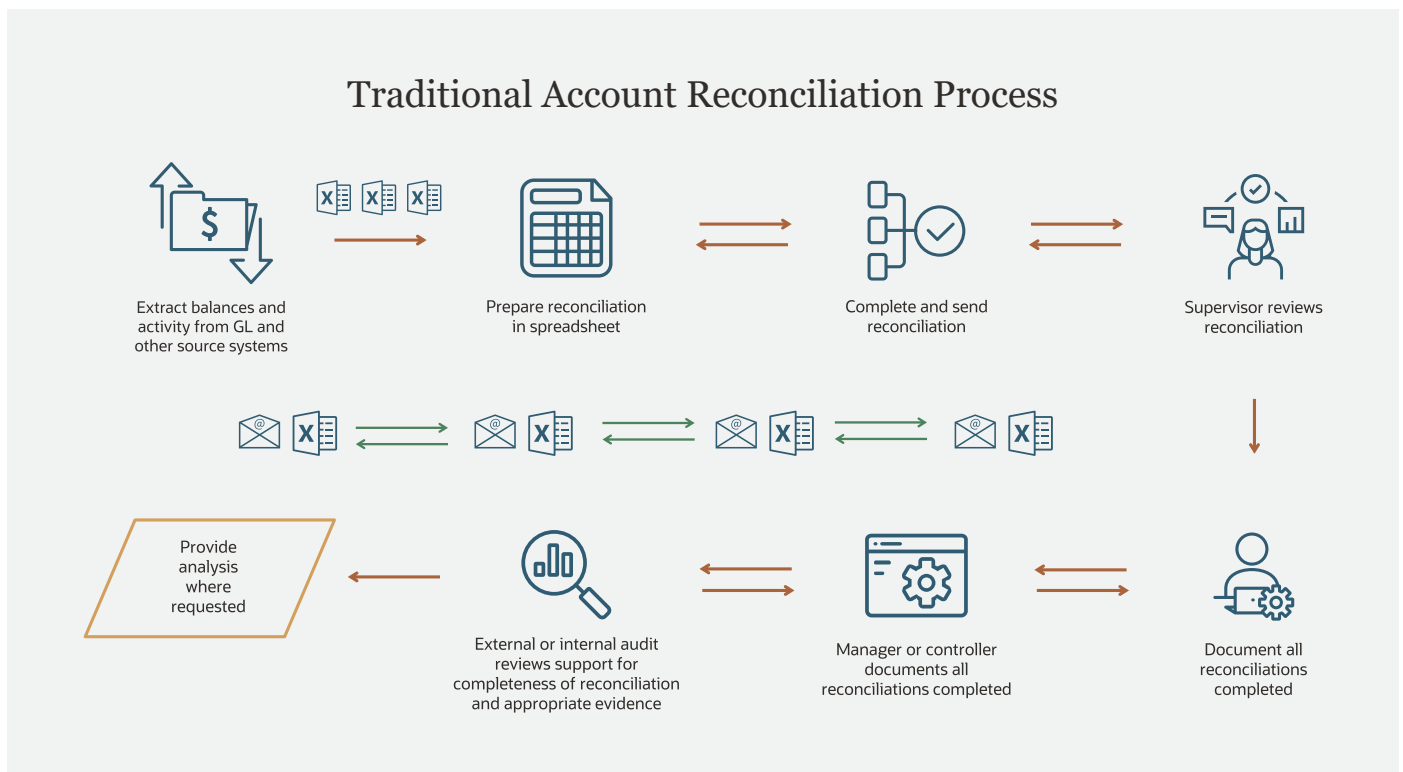 Traditional Account Reconciliation Process
$
X
X
X
Extract balances and
activity from GL and
other source systems
Prepare reconciliation
in spreadsheet
Complete and send
reconciliation
Supervisor reviews
reconciliation
@
X
@
X
@
X
@
X
Provide
analysis
where
requested
External or internal audit
reviews support for
completeness of reconciliation
and appropriate evidence
Manager or controller
documents all
reconciliations completed
Document all
reconciliations
completed